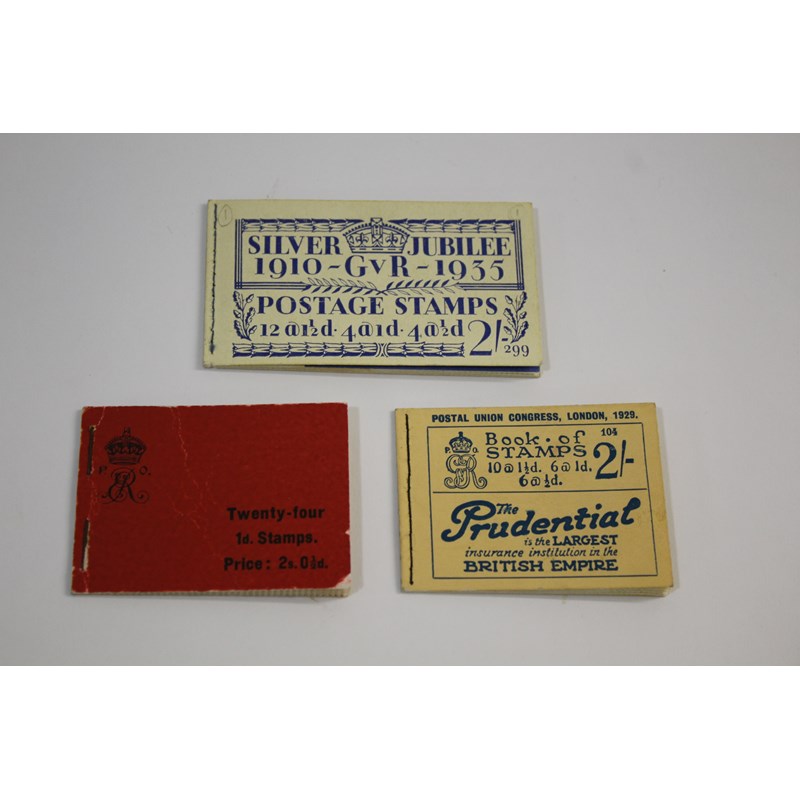 SILVER JUBILEE
1910 - GvR - 1935
POSTAGE STAMPS
12 @ 1½d · 4 @ 1d · 4 @ ½d 2/-
299
P. O.
Twenty-four
1d. Stamps.
Price: 2s. 0½d.
POSTAL UNION CONGRESS, LONDON, 1929.
104
Book · of
STAMPS
P. O.
10 @ 1½d. 6 @ 1d.
6 @ ½d.
2/-
The
Prudential
is the LARGEST
insurance institution in the
BRITISH EMPIRE